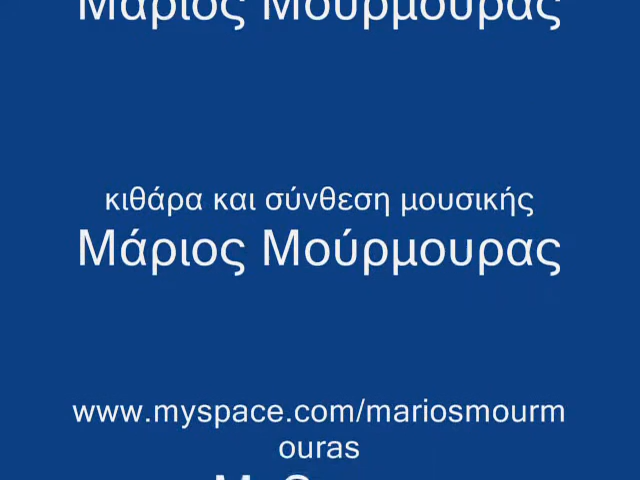 Μάριος Μούρμουρας
κιθάρα και σύνθεση μουσικής
Μάριος Μούρμουρας
www.myspace.com/mariosmourm
ouras